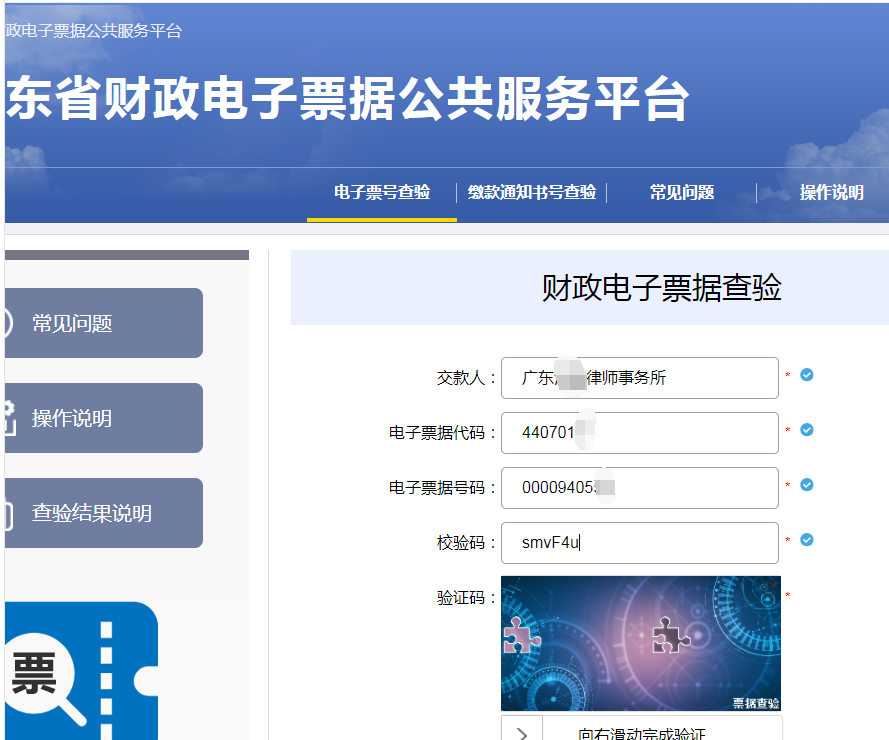 政电子票据公共服务平台
东省财政电子票据公共服务平台
电子票号查验
缴款通知书号查验
常见问题
操作说明
财政电子票据查验
常见问题
操作说明
查验结果说明
票
交款人： 广东 律师事务所 *
电子票据代码： 440701 *
电子票据号码： 000094055 *
校验码： smvF4u *
验证码： *
票据查验
向右滑动完成验证